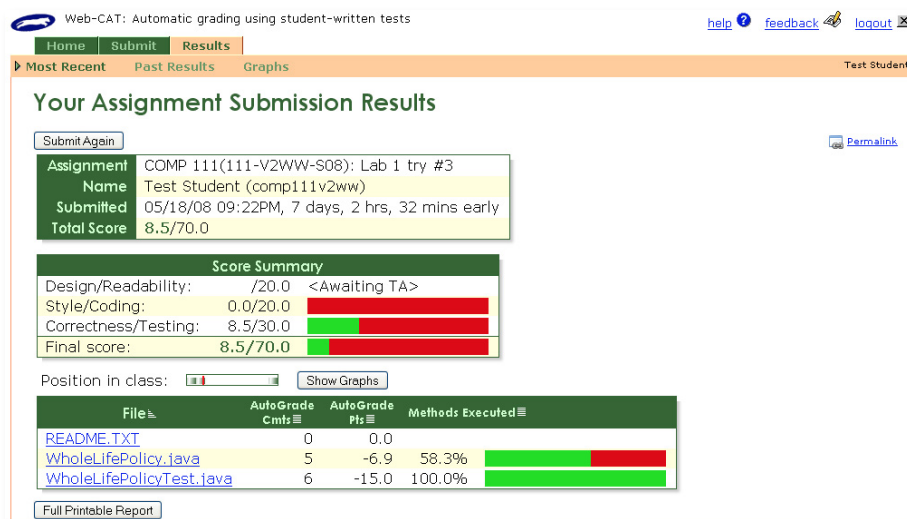 Web-CAT: Automatic grading using student-written tests
help feedback logout
Home Submit Results
Most Recent Past Results Graphs Test Student
Your Assignment Submission Results
Submit Again Permalink
Assignment COMP 111(111-V2WW-S08): Lab 1 try #3
Name Test Student (comp111v2ww)
Submitted 05/18/08 09:22PM, 7 days, 2 hrs, 32 mins early
Total Score 8.5/70.0
Score Summary
Design/Readability: /20.0 <Awaiting TA>
Style/Coding: 0.0/20.0
Correctness/Testing: 8.5/30.0
Final score: 8.5/70.0
Position in class: Show Graphs
File AutoGrade Cmts AutoGrade Pts Methods Executed
README.TXT 0 0.0
WholeLifePolicy.java 5 -6.9 58.3%
WholeLifePolicyTest.java 6 -15.0 100.0%
Full Printable Report